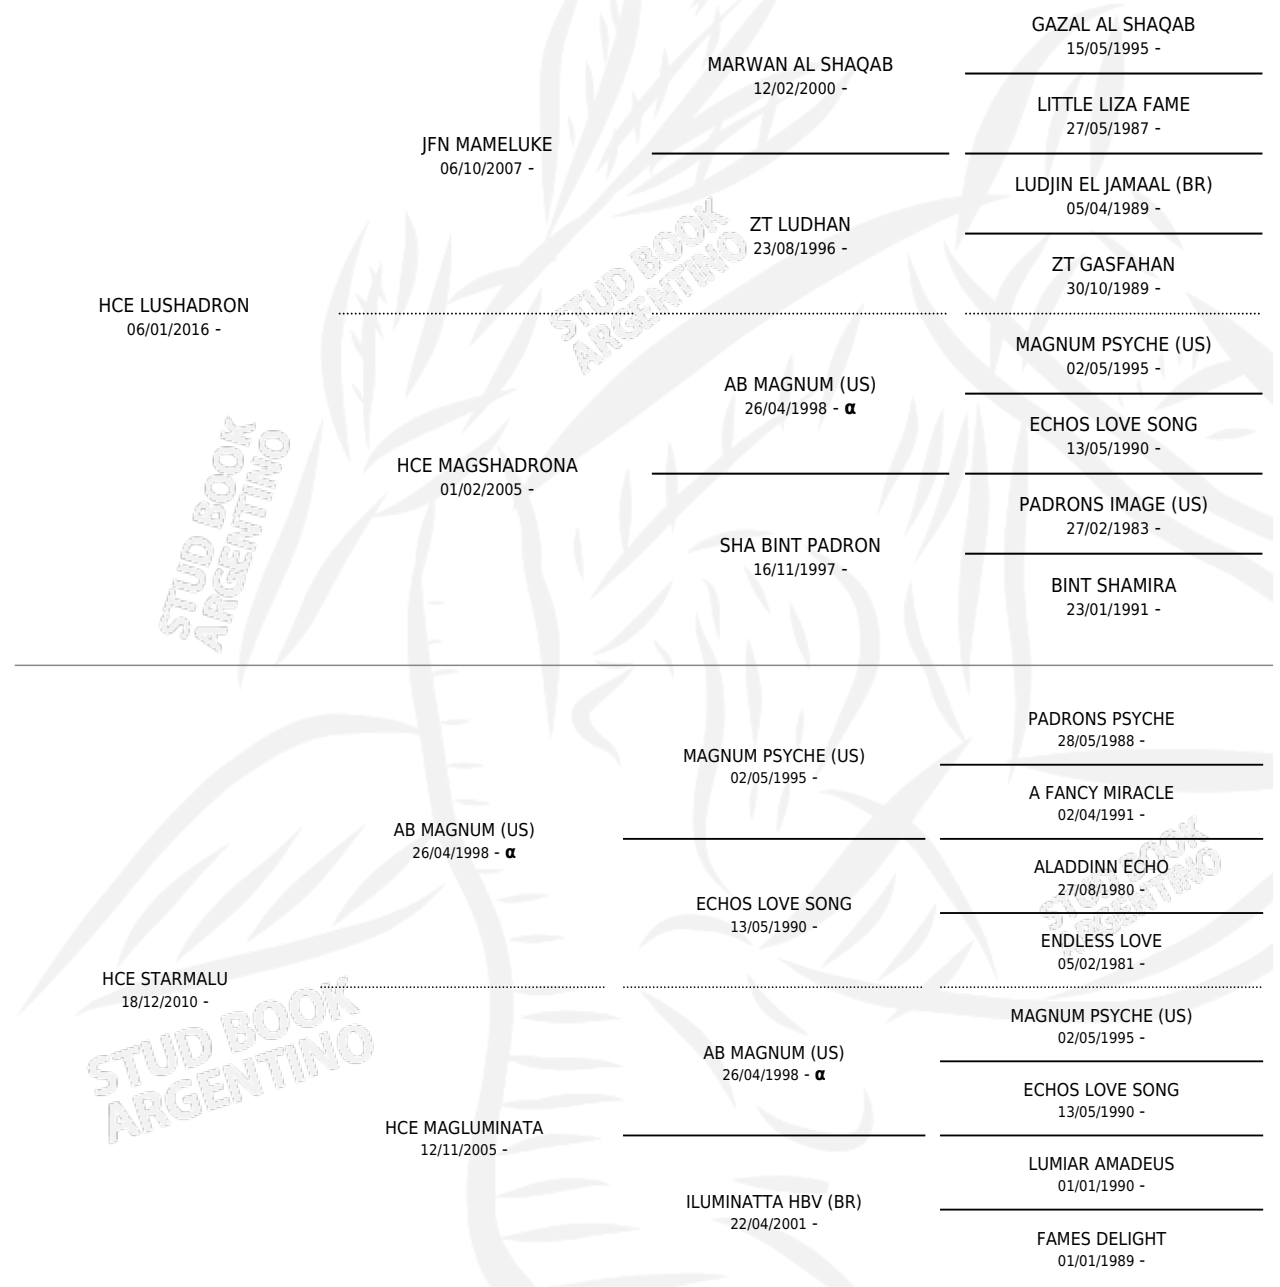 GAZAL AL SHAQAB
15/05/1995 -
MARWAN AL SHAQAB
12/02/2000 -
LITTLE LIZA FAME
27/05/1987 -
JFN MAMELUKE
06/10/2007 -
LUDJIN EL JAMAAL (BR)
05/04/1989 -
ZT LUDHAN
23/08/1996 -
ZT GASFAHAN
30/10/1989 -
HCE LUSHADRON
06/01/2016 -
MAGNUM PSYCHE (US)
02/05/1995 -
AB MAGNUM (US)
26/04/1998 - α
ECHOS LOVE SONG
13/05/1990 -
HCE MAGSHADRONA
01/02/2005 -
PADRONS IMAGE (US)
27/02/1983 -
SHA BINT PADRON
16/11/1997 -
BINT SHAMIRA
23/01/1991 -
STUD BOOK
ARGENTINO
STUD BOOK
ARGENTINO
PADRONS PSYCHE
28/05/1988 -
MAGNUM PSYCHE (US)
02/05/1995 -
A FANCY MIRACLE
02/04/1991 -
AB MAGNUM (US)
26/04/1998 - α
ALADDINN ECHO
27/08/1980 -
ECHOS LOVE SONG
13/05/1990 -
ENDLESS LOVE
05/02/1981 -
HCE STARMALU
18/12/2010 -
MAGNUM PSYCHE (US)
02/05/1995 -
AB MAGNUM (US)
26/04/1998 - α
ECHOS LOVE SONG
13/05/1990 -
HCE MAGLUMINATA
12/11/2005 -
LUMIAR AMADEUS
01/01/1990 -
ILUMINATTA HBV (BR)
22/04/2001 -
FAMES DELIGHT
01/01/1989 -
STUD BOOK
ARGENTINO
STUD BOOK
ARGENTINO